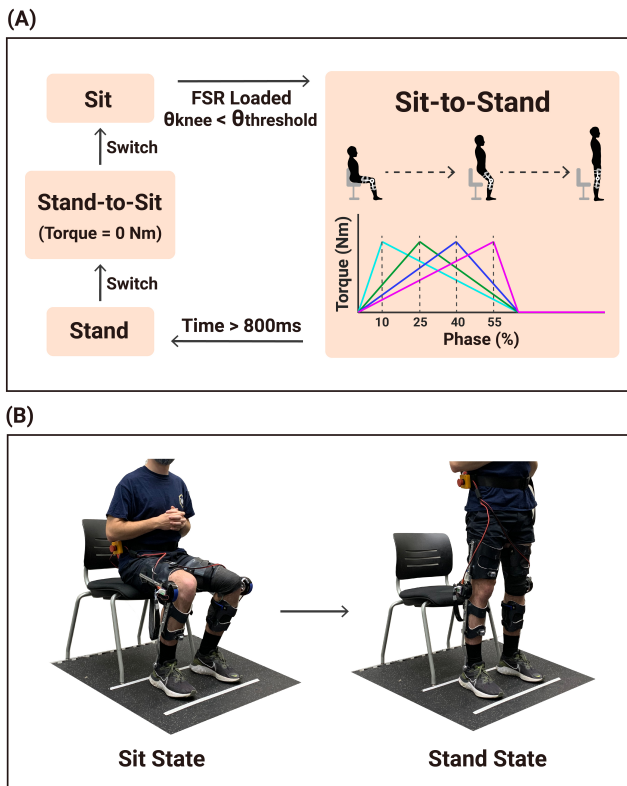 (A)
Sit
FSR Loaded
θknee < θthreshold
Switch
Stand-to-Sit
(Torque = 0 Nm)
Switch
Stand
Time > 800ms
Sit-to-Stand
Torque (Nm)
10 25 40 55
Phase (%)
(B)
Sit State
Stand State